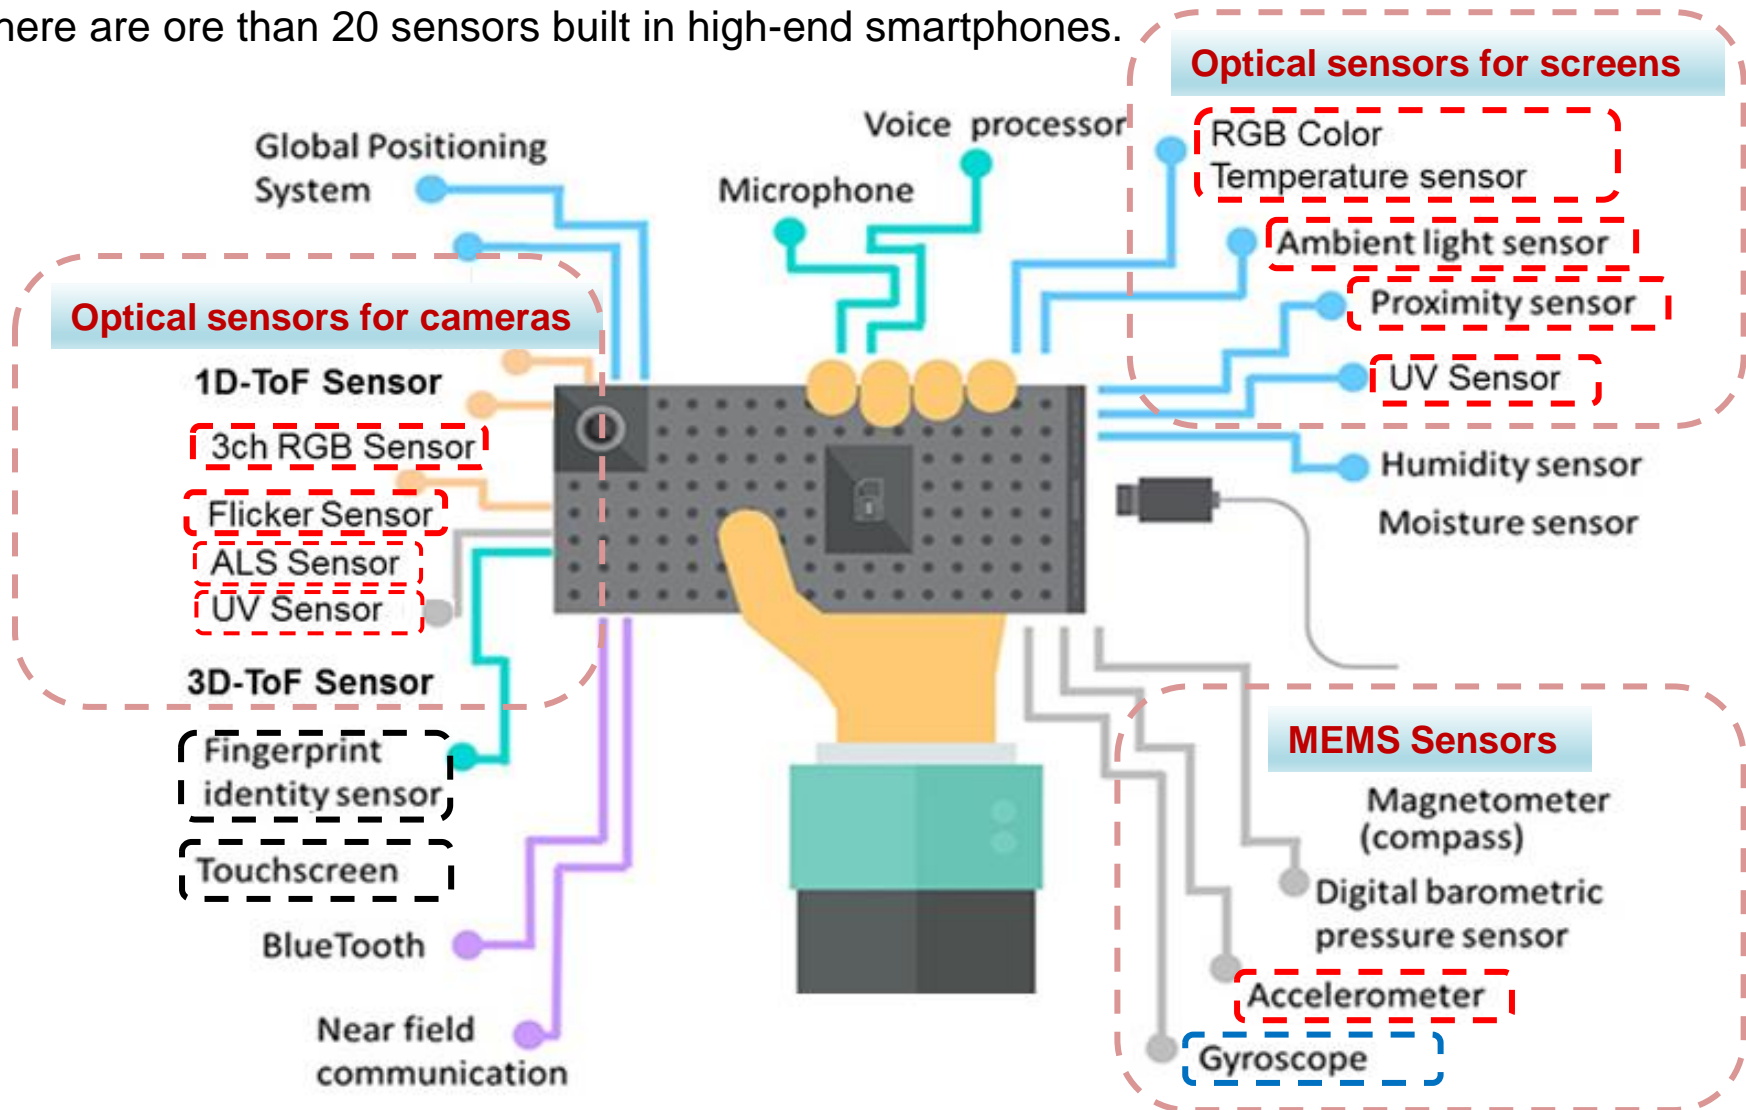 here are ore than 20 sensors built in high-end smartphones.
Optical sensors for screens
RGB Color
Temperature sensor
Ambient light sensor
Proximity sensor
UV Sensor
Humidity sensor
Moisture sensor
Voice processor
Microphone
Global Positioning
System
Optical sensors for cameras
1D-ToF Sensor
3ch RGB Sensor
Flicker Sensor
ALS Sensor
UV Sensor
3D-ToF Sensor
Fingerprint
identity sensor
Touchscreen
BlueTooth
Near field
communication
MEMS Sensors
Magnetometer
(compass)
Digital barometric
pressure sensor
Accelerometer
Gyroscope